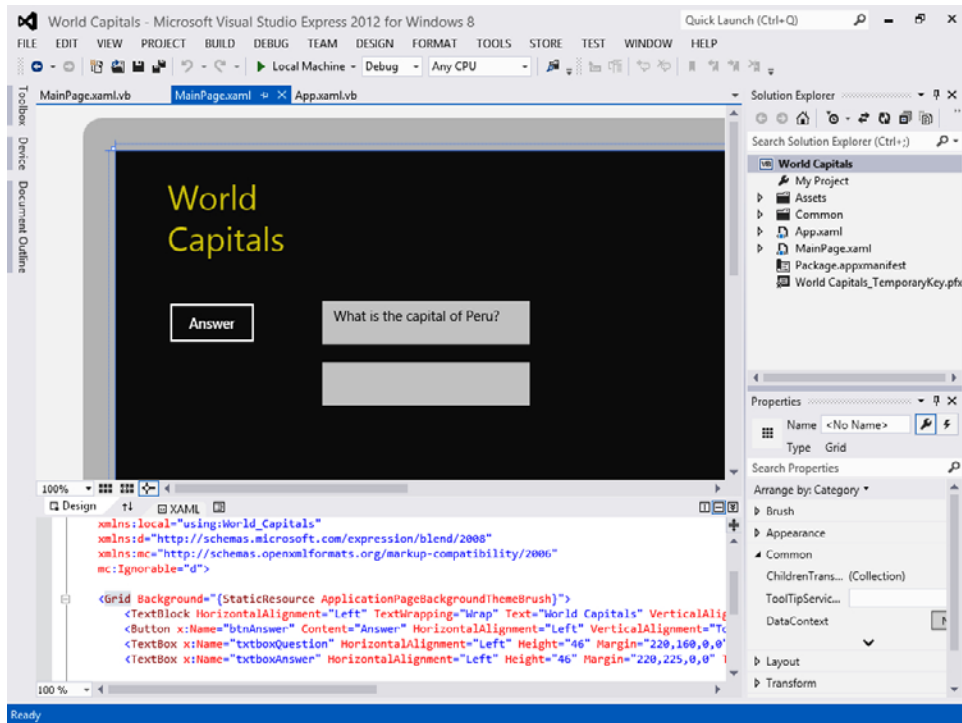 World Capitals - Microsoft Visual Studio Express 2012 for Windows 8
Quick Launch (Ctrl+Q)
FILE EDIT VIEW PROJECT BUILD DEBUG TEAM DESIGN FORMAT TOOLS STORE TEST WINDOW HELP
Local Machine Debug Any CPU
Toolbox
Device
Document Outline
MainPage.xaml.vb MainPage.xaml App.xaml.vb
World
Capitals
Answer
What is the capital of Peru?
100%
Design XAML
xmlns:local="using:World_Capitals"
xmlns:d="http://schemas.microsoft.com/expression/blend/2008"
xmlns:mc="http://schemas.openxmlformats.org/markup-compatibility/2006"
mc:Ignorable="d">
<Grid Background="{StaticResource ApplicationPageBackgroundThemeBrush}">
<TextBlock HorizontalAlignment="Left" TextWrapping="Wrap" Text="World Capitals" VerticalAlig
<Button x:Name="btnAnswer" Content="Answer" HorizontalAlignment="Left" VerticalAlignment="To
<TextBox x:Name="txtboxQuestion" HorizontalAlignment="Left" Height="46" Margin="220,160,0,0"
<TextBox x:Name="txtboxAnswer" HorizontalAlignment="Left" Height="46" Margin="220,225,0,0"
100 %
Solution Explorer
Search Solution Explorer (Ctrl+;)
VB World Capitals
My Project
Assets
Common
App.xaml
MainPage.xaml
Package.appxmanifest
World Capitals_TemporaryKey.pfx
Properties
Name <No Name>
Type Grid
Search Properties
Arrange by: Category
Brush
Appearance
Common
ChildrenTrans... (Collection)
ToolTipServic...
DataContext
Layout
Transform
Ready